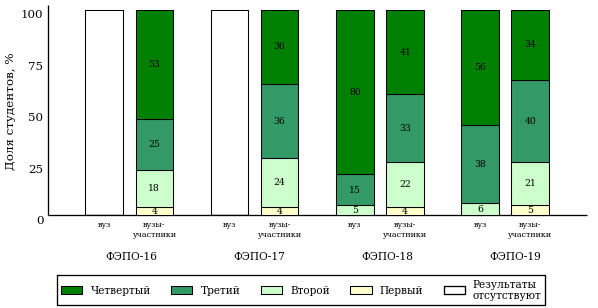 100
75
50
25
0
Доля студентов, %
53
25
18
4
36
36
24
4
80
15
5
41
33
22
4
56
38
6
34
40
21
5
вуз
вузы-
участники
вуз
вузы-
участники
вуз
вузы-
участники
вуз
вузы-
участники
ФЭПО-16 ФЭПО-17 ФЭПО-18 ФЭПО-19
Четвертый Третий Второй Первый Результаты
отсутствуют